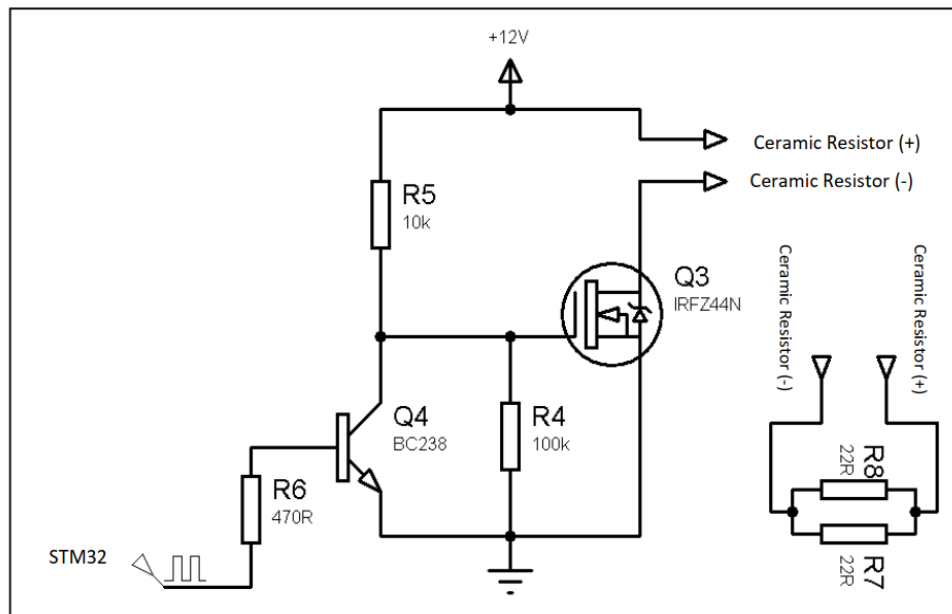 +12V
Ceramic Resistor (+)
Ceramic Resistor (-)
R5
10k
Q3
IRFZ44N
Ceramic Resistor (-)
Ceramic Resistor (+)
Q4
BC238
R4
100k
R6
470R
R8
22R
R7
22R
STM32